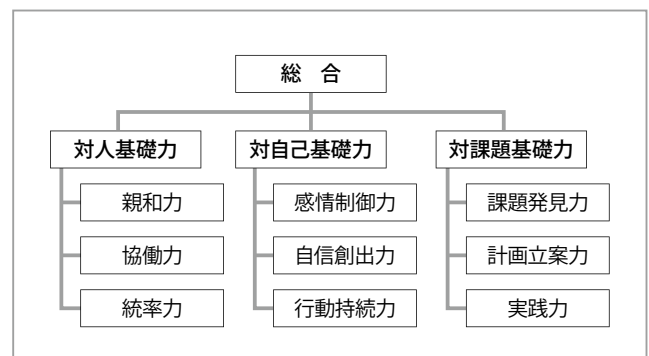 総　合
対人基礎力
対自己基礎力
対課題基礎力
親和力
感情制御力
課題発見力
協働力
自信創出力
計画立案力
統率力
行動持続力
実践力